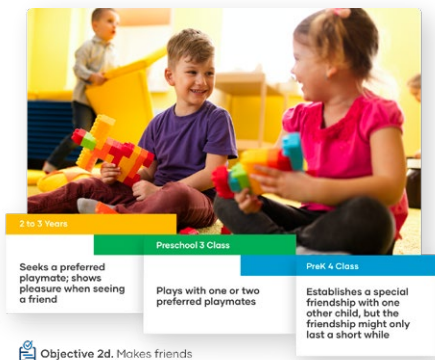 2 to 3 Years
Seeks a preferred
playmate; shows
pleasure when seeing
a friend
Preschool 3 Class
Plays with one or two
preferred playmates
PreK 4 Class
Establishes a special
friendship with one
other child, but the
friendship might only
last a short while
Objective 2d. Makes friends